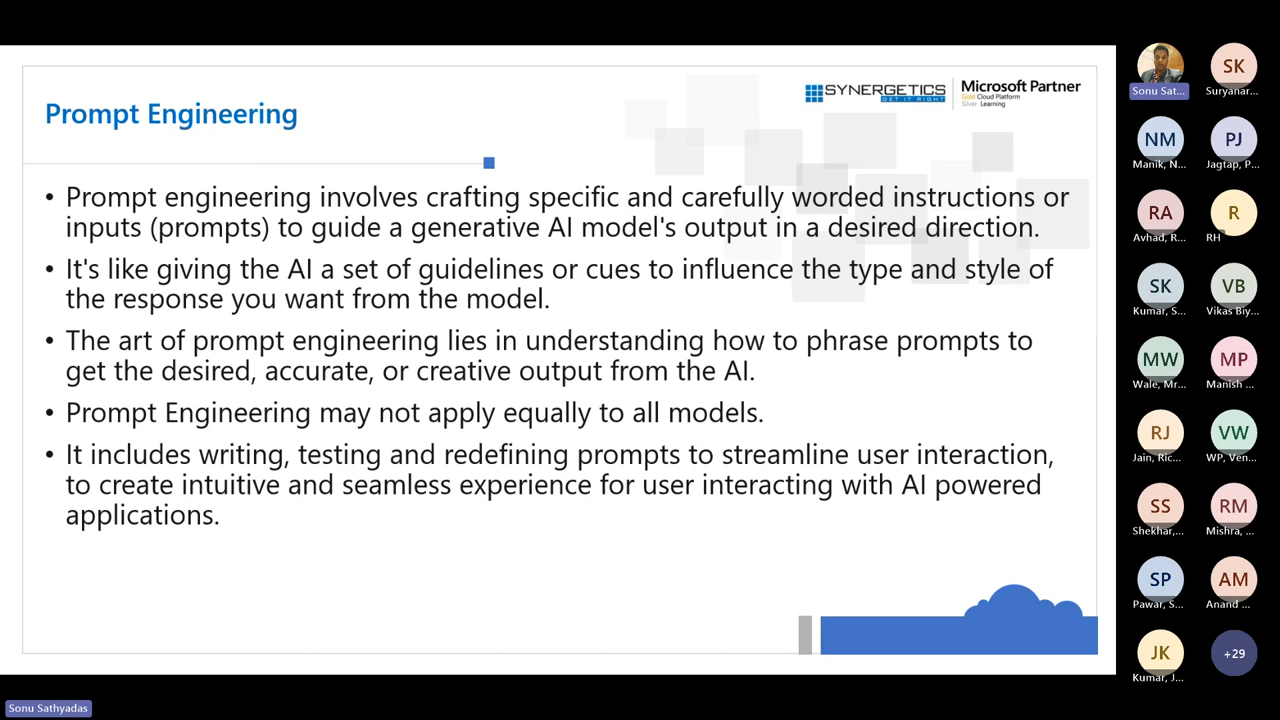 Prompt Engineering
SYNERGETICS
GET IT RIGHT
Microsoft Partner
Gold Cloud Platform
Silver Learning
• Prompt engineering involves crafting specific and carefully worded instructions or
inputs (prompts) to guide a generative AI model's output in a desired direction.
• It's like giving the AI a set of guidelines or cues to influence the type and style of
the response you want from the model.
• The art of prompt engineering lies in understanding how to phrase prompts to
get the desired, accurate, or creative output from the AI.
• Prompt Engineering may not apply equally to all models.
• It includes writing, testing and redefining prompts to streamline user interaction,
to create intuitive and seamless experience for user interacting with AI powered
applications.
Sonu Sat...
SK
Suryanar...
NM
Manik, N...
PJ
Jagtap, P...
RA
Avhad, R...
R
RH
SK
Kumar, S...
VB
Vikas Biy...
MW
Wale, Mr...
MP
Manish ...
RJ
Jain, Ric...
VW
WP, Ven...
SS
Shekhar,...
RM
Mishra, ...
SP
Pawar, S...
AM
Anand ...
JK
Kumar, J...
+29
Sonu Sathyadas